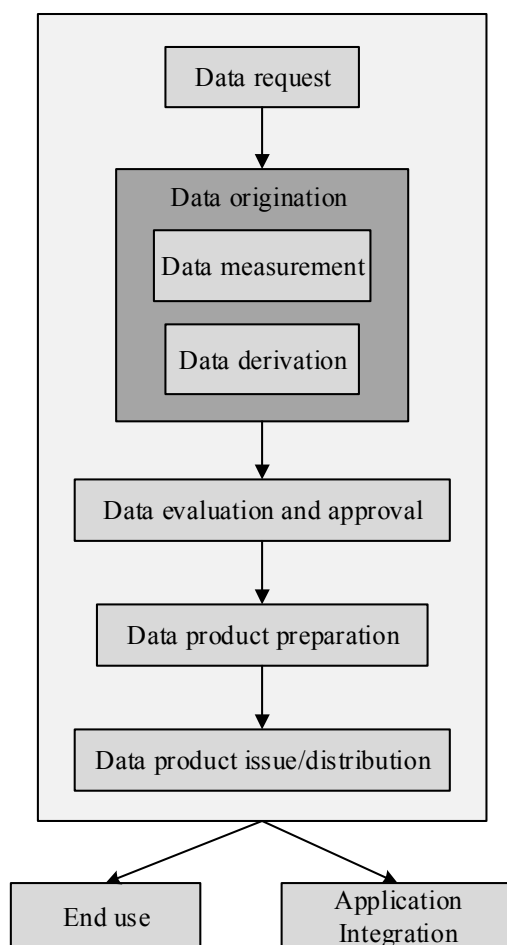 Data request
Data origination
Data measurement
Data derivation
Data evaluation and approval
Data product preparation
Data product issue/distribution
End use
Application
Integration